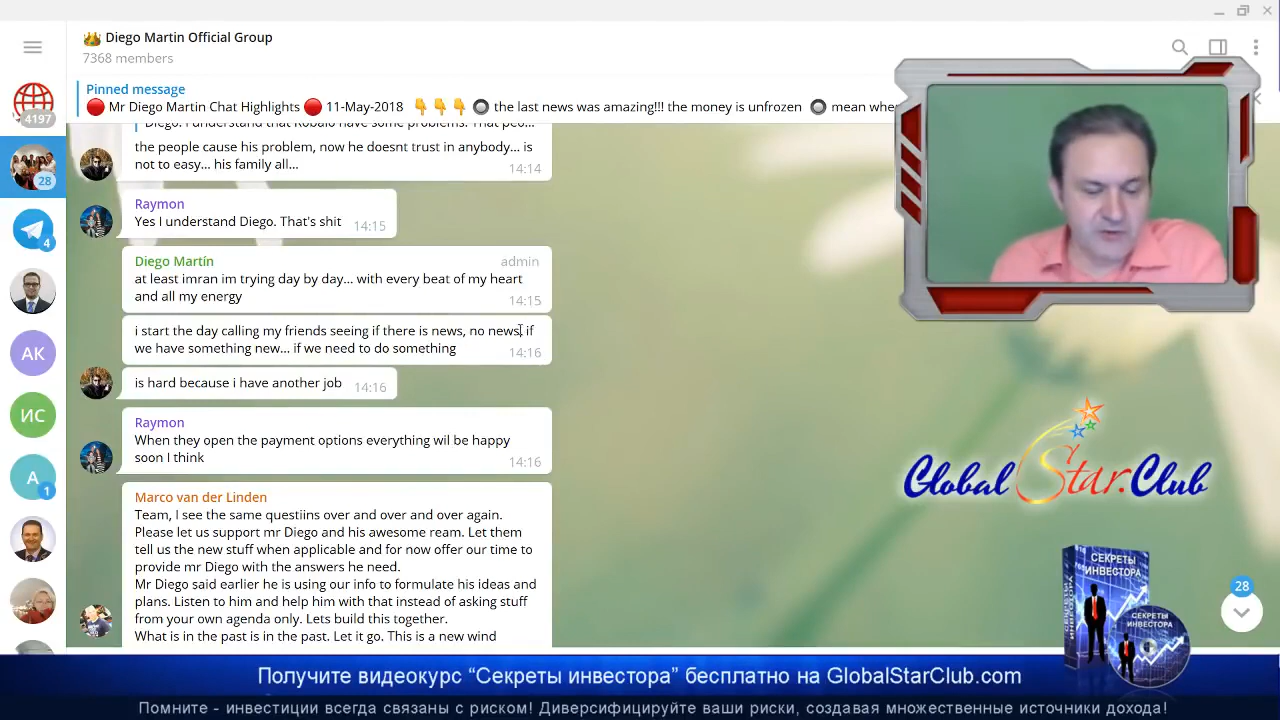 Diego Martin Official Group
7368 members
Pinned message
🔴 Mr Diego Martin Chat Highlights 🔴 11-May-2018 👇👇👇 🔘 the last news was amazing!!! the money is unfrozen 🔘 mean
4197
28
4
АК
ИС
А
1
the people cause his problem, now he doesnt trust in anybody... is
not to easy... his family all...
14:14
Raymon
Yes I understand Diego. That's shit
14:15
Diego Martín
admin
at least imran im trying day by day... with every beat of my heart
and all my energy
14:15
i start the day calling my friends seeing if there is news, no news, if
we have something new... if we need to do something
14:16
is hard because i have another job
14:16
Raymon
When they open the payment options everything wil be happy
soon I think
14:16
Marco van der Linden
Team, I see the same questiins over and over and over again.
Please let us support mr Diego and his awesome ream. Let them
tell us the new stuff when applicable and for now offer our time to
provide mr Diego with the answers he need.
Mr Diego said earlier he is using our info to formulate his ideas and
plans. Listen to him and help him with that instead of asking stuff
from your own agenda only. Lets build this together.
What is in the past is in the past. Let it go. This is a new wind
28
Global Star.Club
СЕКРЕТЫ
ИНВЕСТОРА
СЕКРЕТЫ
ИНВЕСТОРА
Получите видеокурс “Секреты инвестора” бесплатно на GlobalStarClub.com
Помните - инвестиции всегда связаны с риском! Диверсифицируйте ваши риски, создавая множественные источники дохода!